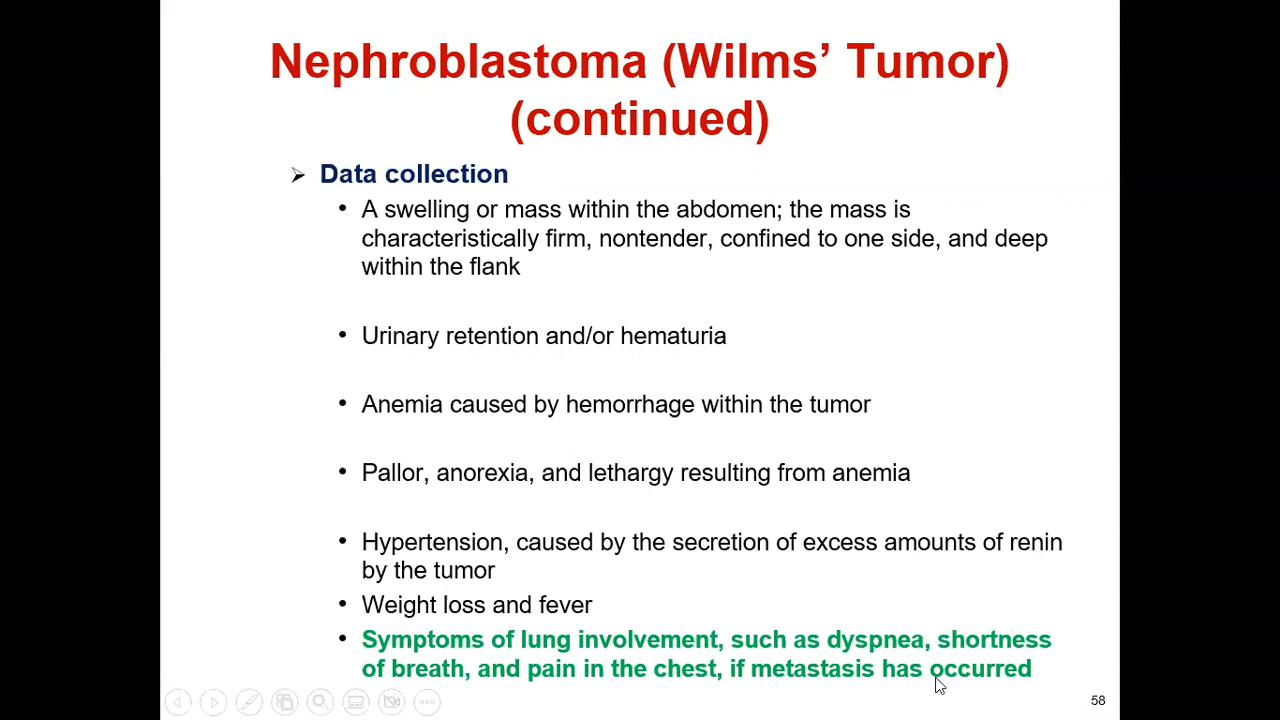 Nephroblastoma (Wilms’ Tumor)
(continued)
➢ Data collection
• A swelling or mass within the abdomen; the mass is
characteristically firm, nontender, confined to one side, and deep
within the flank
• Urinary retention and/or hematuria
• Anemia caused by hemorrhage within the tumor
• Pallor, anorexia, and lethargy resulting from anemia
• Hypertension, caused by the secretion of excess amounts of renin
by the tumor
• Weight loss and fever
• Symptoms of lung involvement, such as dyspnea, shortness
of breath, and pain in the chest, if metastasis has occurred
58